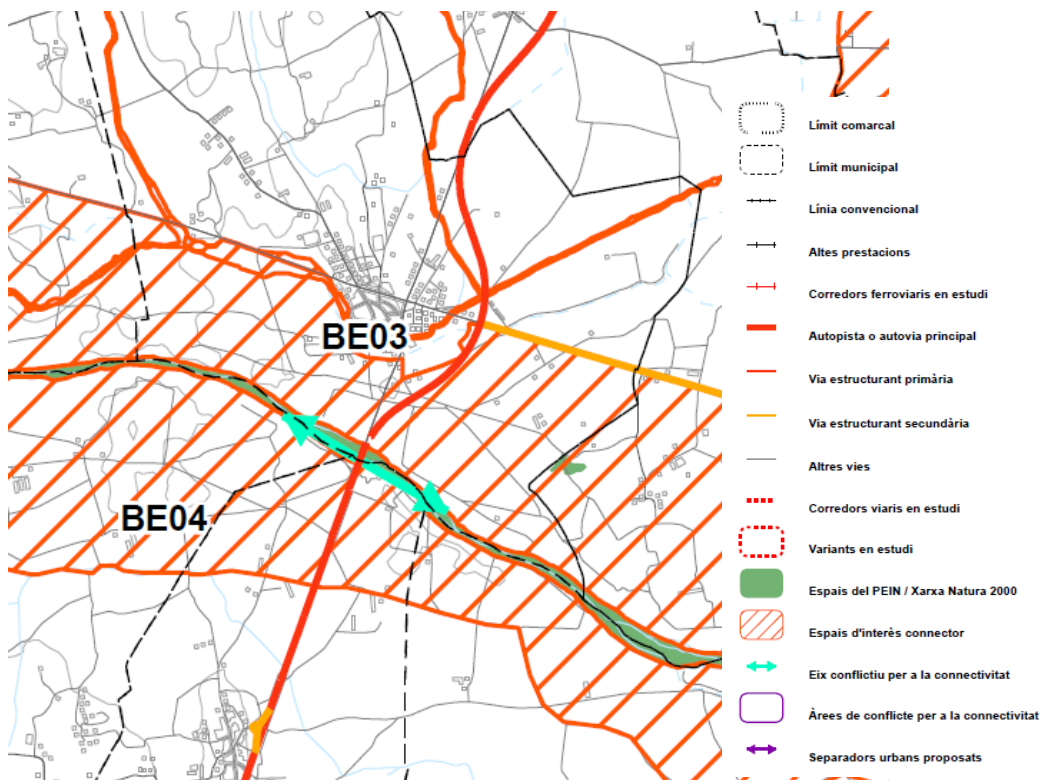 BE03
BE04
Límit comarcal
Límit municipal
Línia convencional
Altes prestacions
Corredors ferroviaris en estudi
Autopista o autovia principal
Via estructurant primària
Via estructurant secundària
Altres vies
Corredors viaris en estudi
Variants en estudi
Espais del PEIN / Xarxa Natura 2000
Espais d'interès connector
Eix conflictiu per a la connectivitat
Àrees de conflicte per a la connectivitat
Separadors urbans proposats